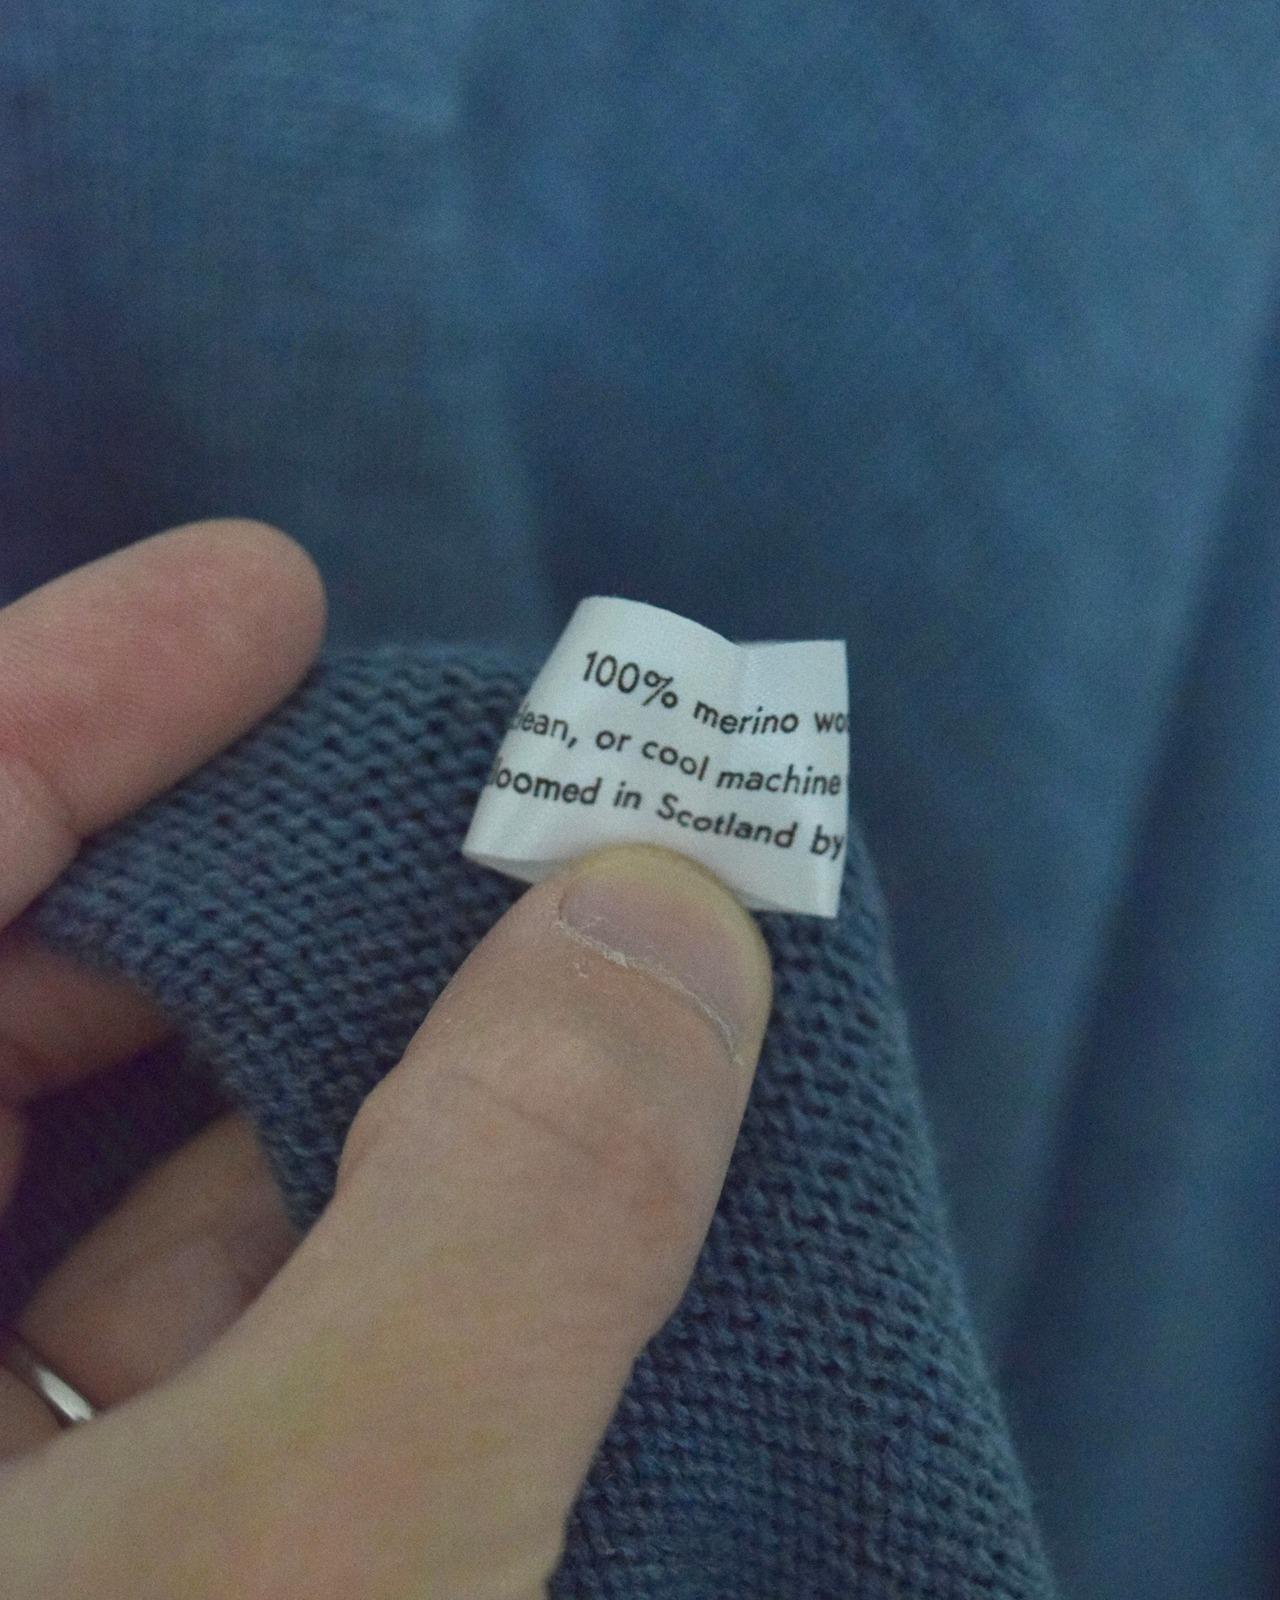 100% merino
or cool machine
in Scotland by